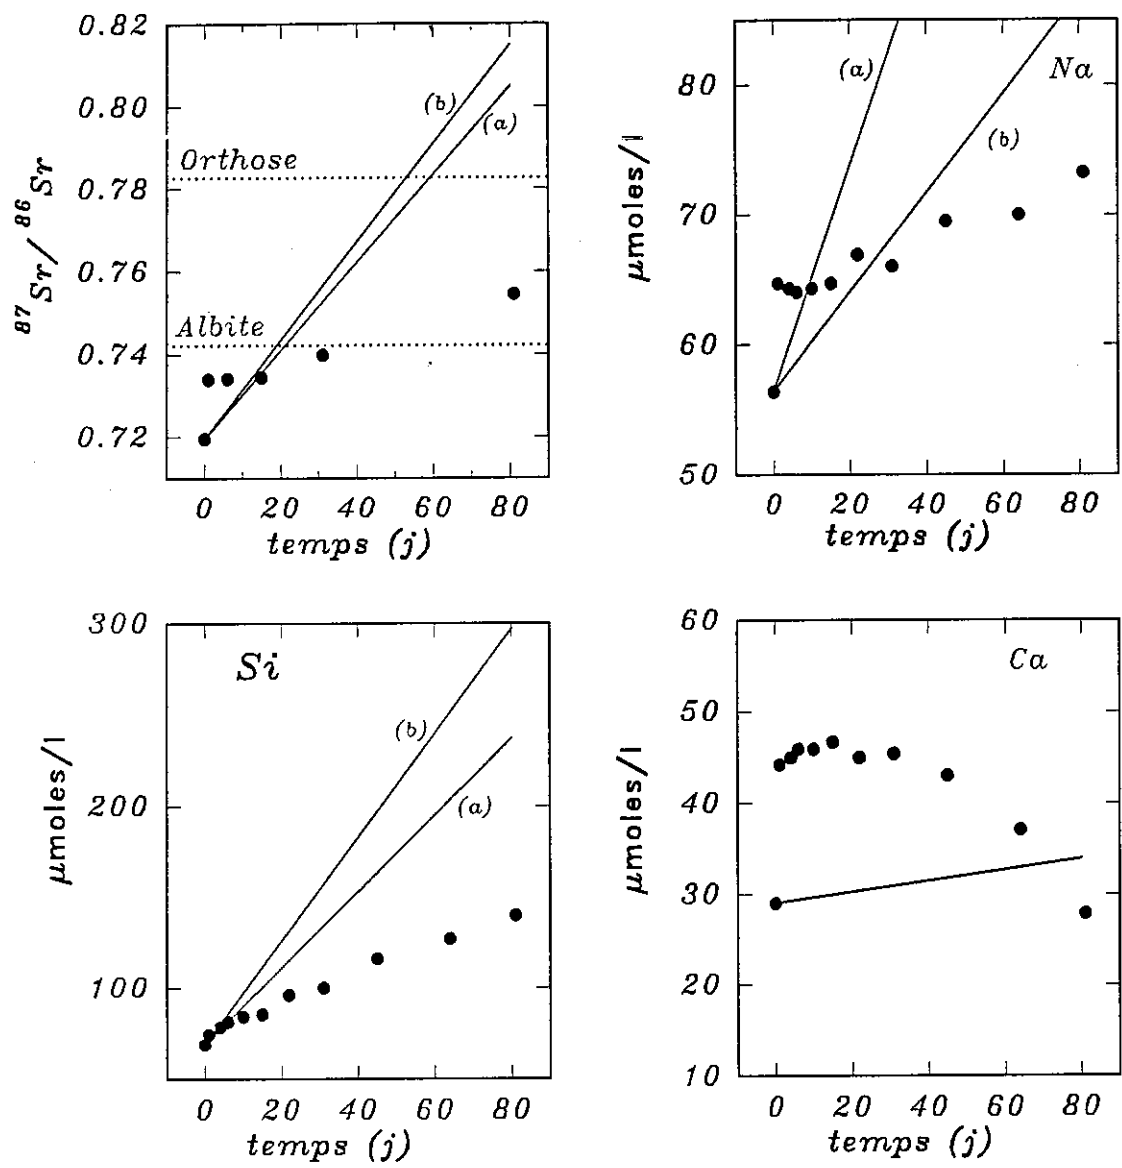 0.82
0.80
0.78
0.76
0.74
0.72
87Sr/ 86Sr
(b)
(a)
Orthose
Albite
0 20 40 60 80
temps (j)
80
70
60
50
μmoles/l
(a)
(b)
Na
0 20 40 60 80
temps (j)
300
200
100
μmoles/l
Si
(b)
(a)
0 20 40 60 80
temps (j)
60
50
40
30
20
10
μmoles/l
Ca
0 20 40 60 80
temps (j)